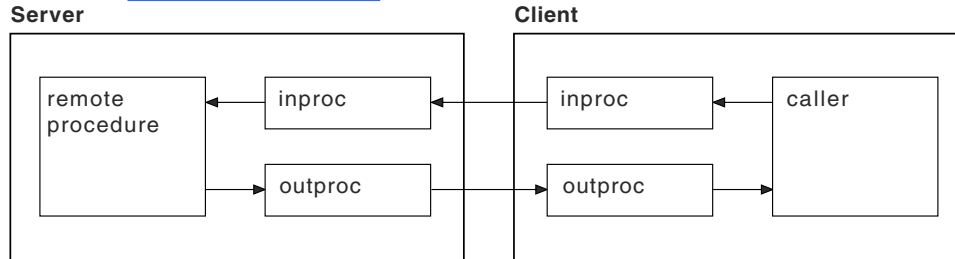 Server
Client
remote
procedure
inproc
inproc
caller
outproc
outproc